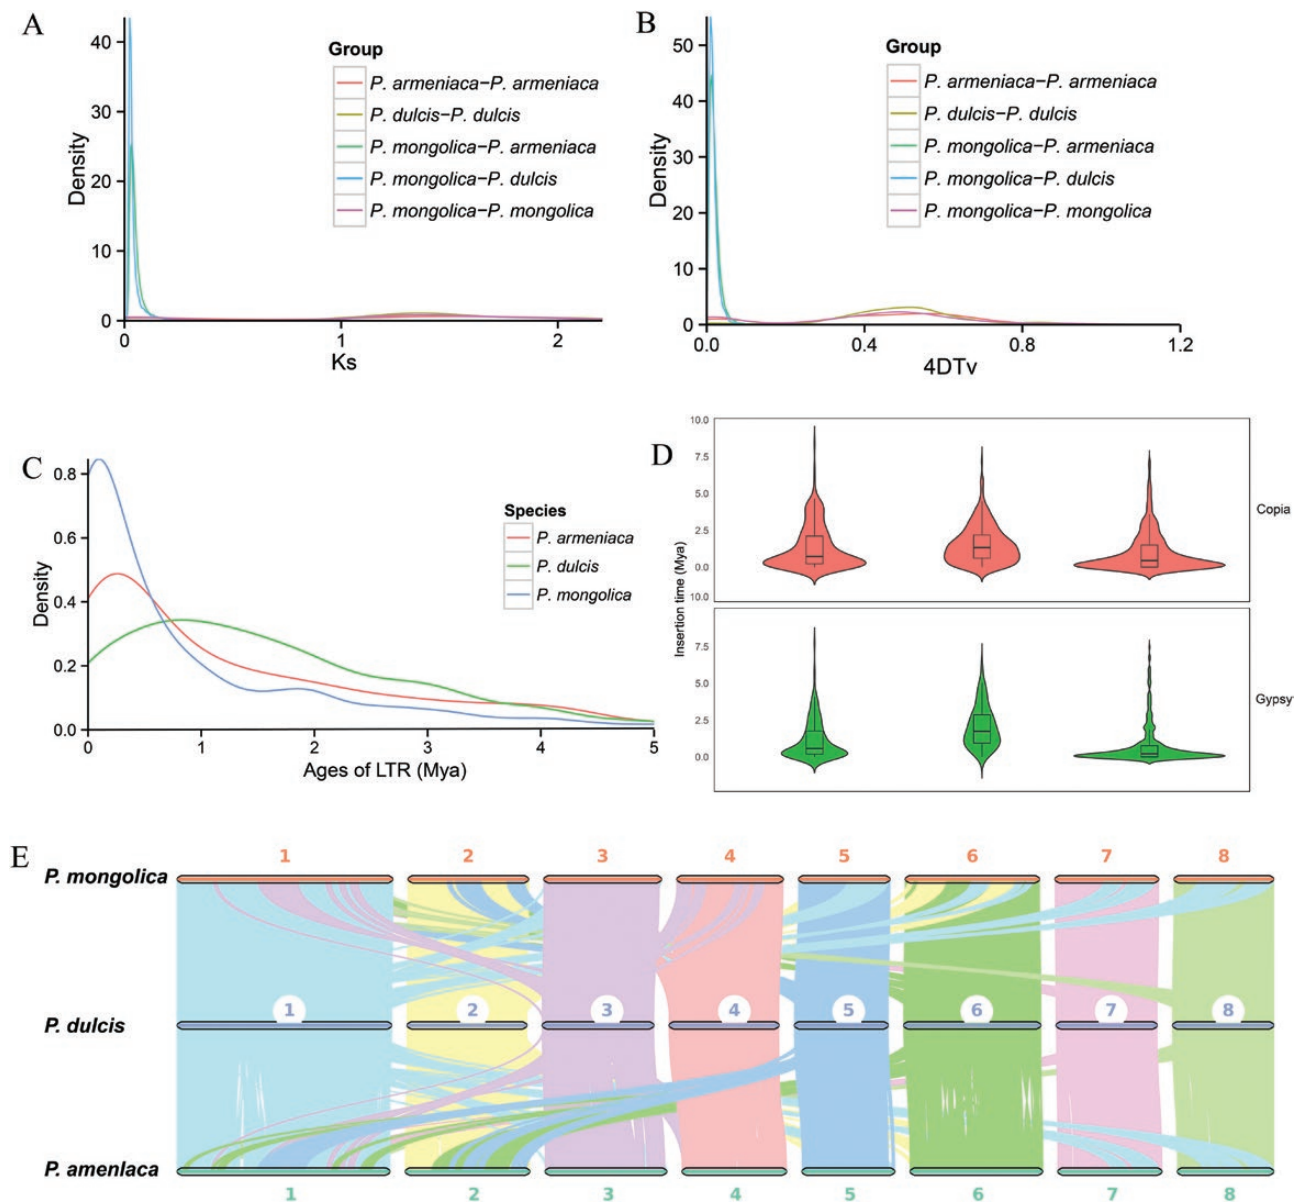 A
Density
40
30
20
10
0
0
1
2
Ks
Group
P. armeniaca–P. armeniaca
P. dulcis–P. dulcis
P. mongolica–P. armeniaca
P. mongolica–P. dulcis
P. mongolica–P. mongolica
B
Density
50
40
30
20
10
0
0.0
0.4
0.8
1.2
4DTv
Group
P. armeniaca–P. armeniaca
P. dulcis–P. dulcis
P. mongolica–P. armeniaca
P. mongolica–P. dulcis
P. mongolica–P. mongolica
C
Density
0.8
0.6
0.4
0.2
0.0
0
1
2
3
4
5
Ages of LTR (Mya)
Species
P. armeniaca
P. dulcis
P. mongolica
D
Insertion time (Mya)
10.0
7.5
5.0
2.5
0.0
Copia
10.0
7.5
5.0
2.5
0.0
Gypsy
E
1 2 3 4 5 6 7 8
P. mongolica
1 2 3 4 5 6 7 8
P. dulcis
P. amenlaca
1 2 3 4 5 6 7 8